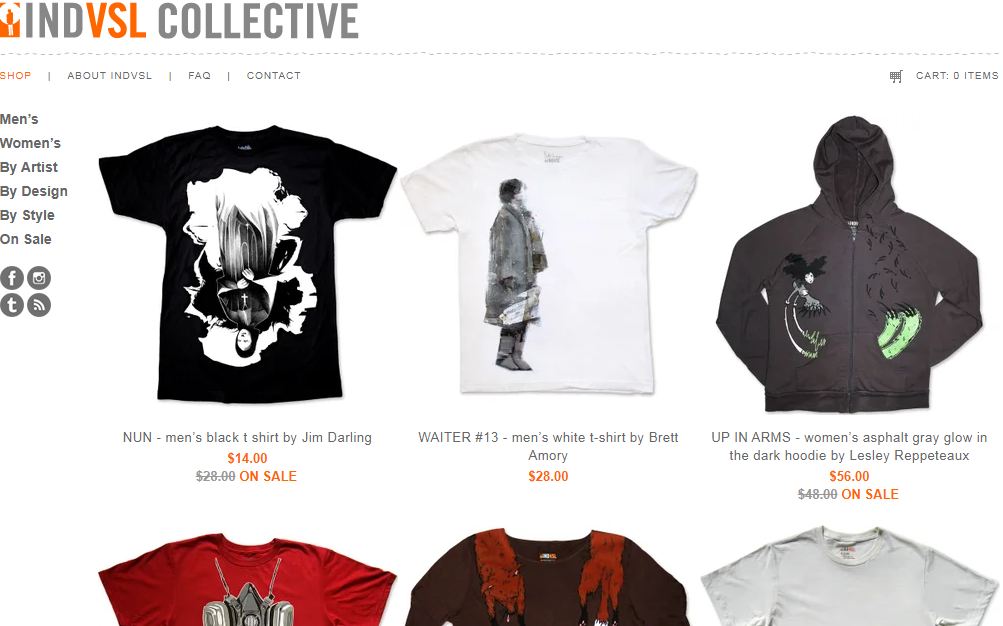 INDVSL COLLECTIVE
SHOP | ABOUT INDVSL | FAQ | CONTACT
CART: 0 ITEMS
Men's
Women's
By Artist
By Design
By Style
On Sale
NUN - men's black t shirt by Jim Darling
$14.00
$28.00 ON SALE
WAITER #13 - men's white t-shirt by Brett
Amory
$28.00
UP IN ARMS - women's asphalt gray glow in
the dark hoodie by Lesley Reppeteaux
$56.00
$48.00 ON SALE
INDVSL